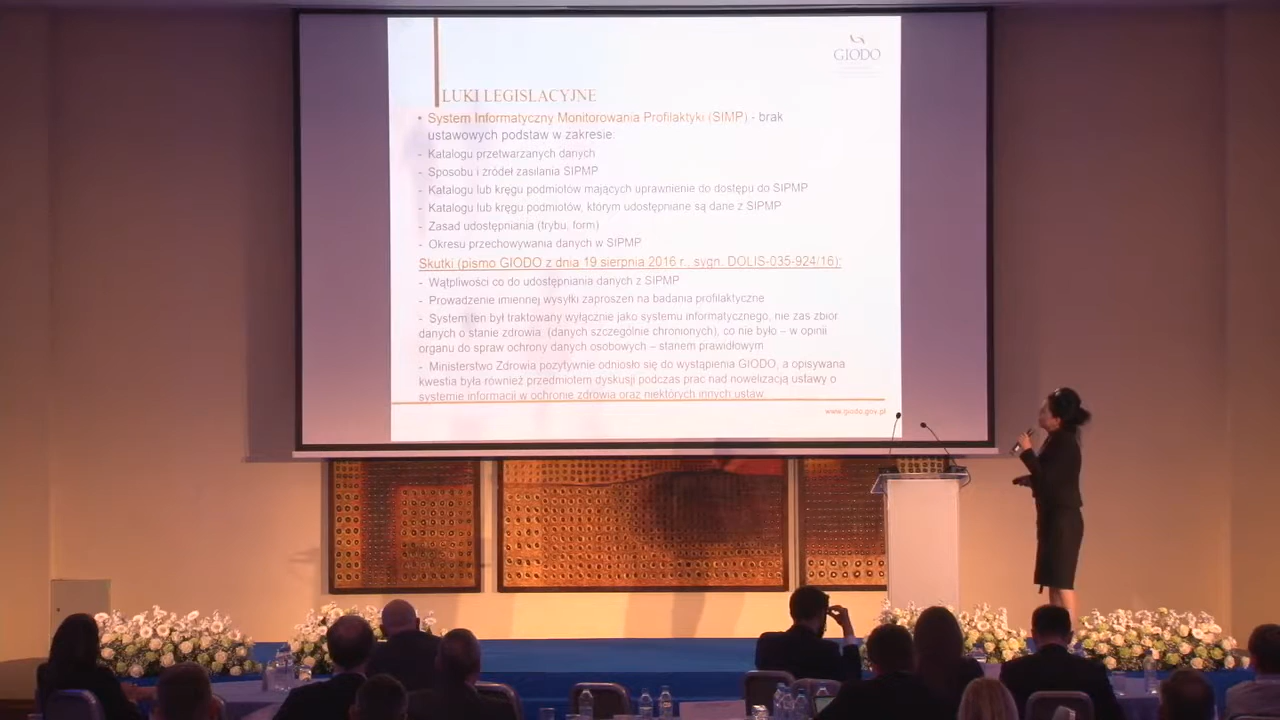 GIODO
LUKI LEGISLACYJNE
• System Informatyczny Monitorowania Profilaktyki (SIMP) - brak
ustawowych podstaw w zakresie:
- Katalogu przetwarzanych danych
- Sposobu i źródeł zasilania SIPMP
- Katalogu lub kręgu podmiotów mających uprawnienie do dostępu do SIPMP
- Katalogu lub kręgu podmiotów, którym udostępniane są dane z SIPMP
- Zasad udostępniania (trybu, form)
- Okresu przechowywania danych w SIPMP
Skutki (pismo GIODO z dnia 19 sierpnia 2016 r., sygn. DOLIS-035-924/16):
- Wątpliwości co do udostępniania danych z SIPMP
- Prowadzenie imiennej wysyłki zaproszeń na badania profilaktyczne
- System ten był traktowany wyłącznie jako systemu informatycznego, nie zaś zbiór
danych o stanie zdrowia (danych szczególnie chronionych), co nie było – w opinii
organu do spraw ochrony danych osobowych – stanem prawidłowym
- Ministerstwo Zdrowia pozytywnie odniosło się do wystąpienia GIODO, a opisywana
kwestia była również przedmiotem dyskusji podczas prac nad nowelizacją ustawy o
systemie informacji w ochronie zdrowia oraz niektórych innych ustaw.
www.giodo.gov.pl